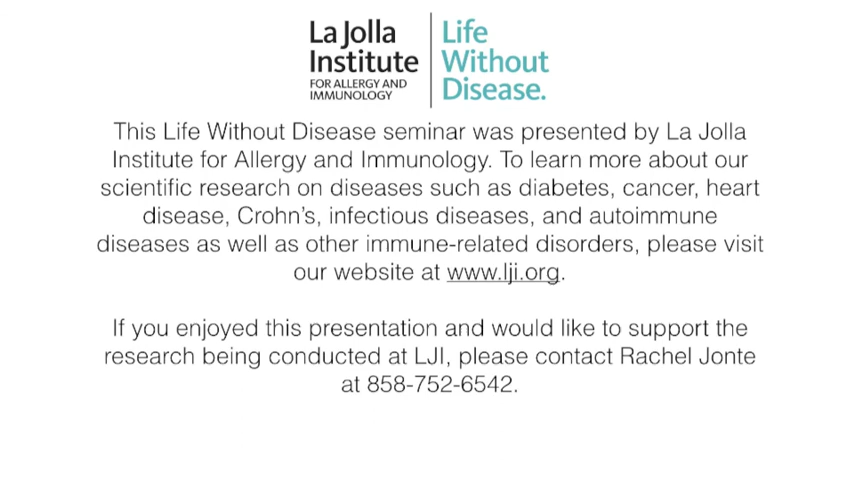 La Jolla
Institute
FOR ALLERGY AND
IMMUNOLOGY
Life
Without
Disease.
This Life Without Disease seminar was presented by La Jolla
Institute for Allergy and Immunology. To learn more about our
scientific research on diseases such as diabetes, cancer, heart
disease, Crohn's, infectious diseases, and autoimmune
diseases as well as other immune-related disorders, please visit
our website at www.lji.org.
If you enjoyed this presentation and would like to support the
research being conducted at LJI, please contact Rachel Jonte
at 858-752-6542.